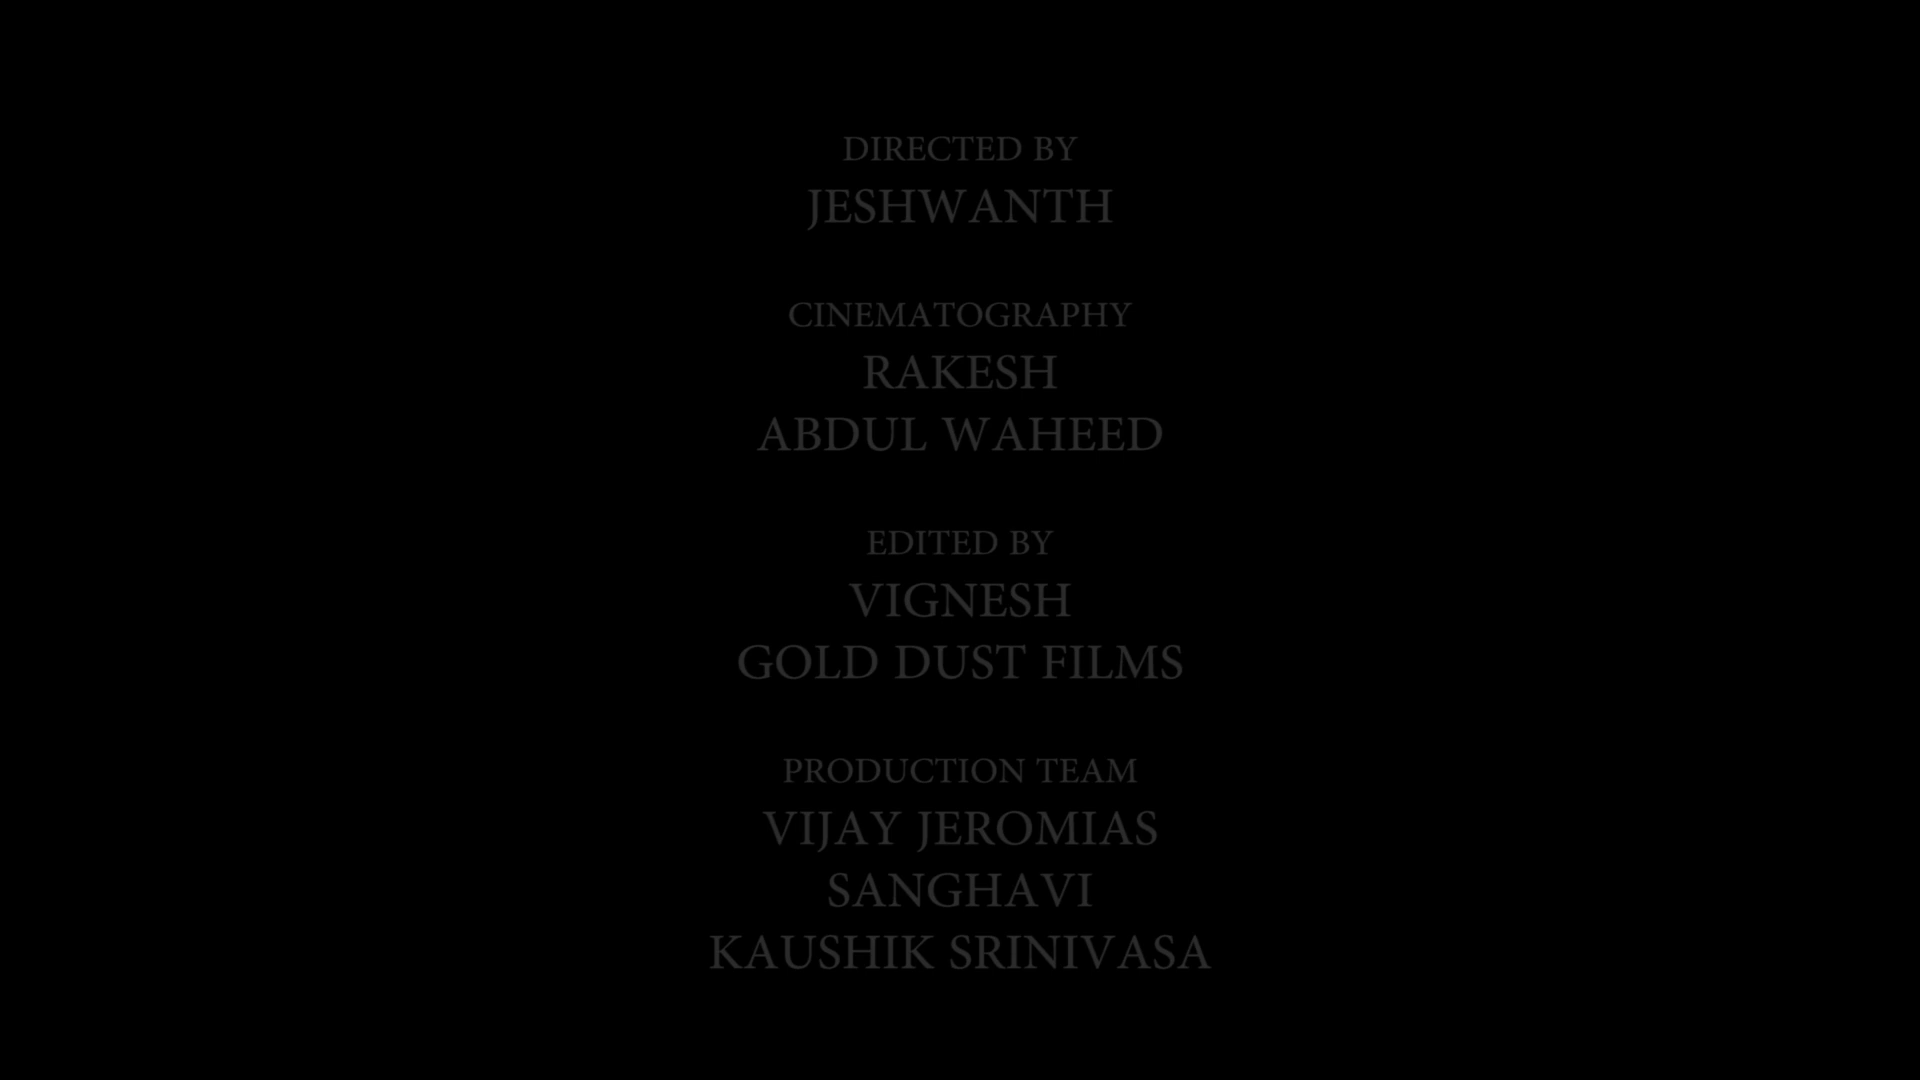 DIRECTED BY
JESHWANTH
CINEMATOGRAPHY
RAKESH
ABDUL WAHEED
EDITED BY
VIGNESH
GOLD DUST FILMS
PRODUCTION TEAM
VIJAY JEROMIAS
SANGHAVI
KAUSHIK SRINIVASA